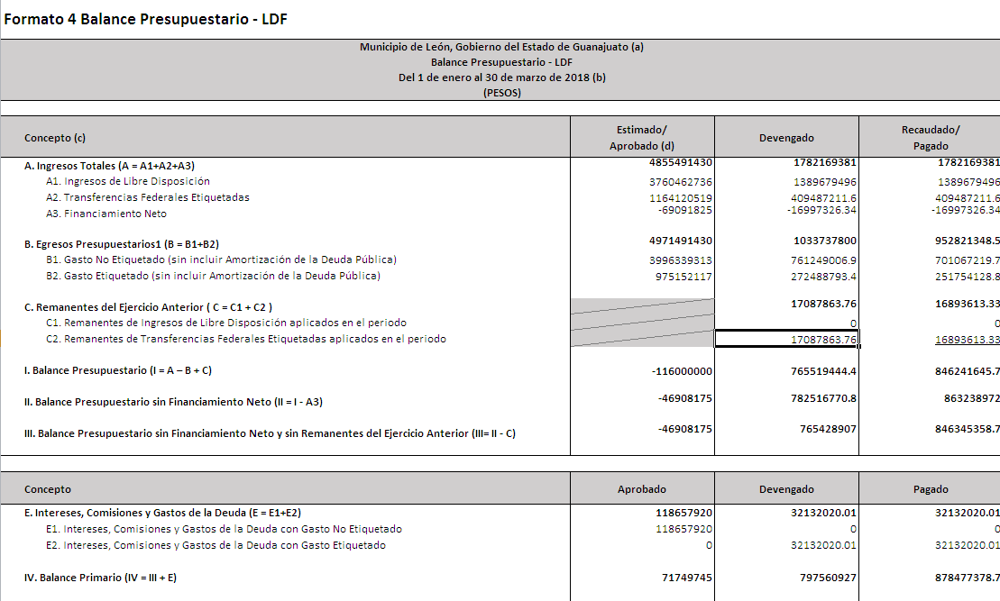 Formato 4 Balance Presupuestario - LDF
Municipio de León, Gobierno del Estado de Guanajuato (a)
Balance Presupuestario - LDF
Del 1 de enero al 30 de marzo de 2018 (b)
(PESOS)
Concepto (c) Estimado/ Aprobado (d) Devengado Recaudado/ Pagado
A. Ingresos Totales (A = A1+A2+A3) 4855491430 1782169381 1782169381
A1. Ingresos de Libre Disposición 3760462736 1389679496 1389679496
A2. Transferencias Federales Etiquetadas 1164120519 409487211.6 409487211.6
A3. Financiamiento Neto -69091825 -16997326.34 -16997326.34
B. Egresos Presupuestarios1 (B = B1+B2) 4971491430 1033737800 952821348.5
B1. Gasto No Etiquetado (sin incluir Amortización de la Deuda Pública) 3996339313 761249006.9 701067219.7
B2. Gasto Etiquetado (sin incluir Amortización de la Deuda Pública) 975152117 272488793.4 251754128.8
C. Remanentes del Ejercicio Anterior ( C = C1 + C2 ) 17087863.76 16893613.33
C1. Remanentes de Ingresos de Libre Disposición aplicados en el periodo 0 0
C2. Remanentes de Transferencias Federales Etiquetadas aplicados en el periodo 17087863.76 16893613.33
I. Balance Presupuestario (I = A – B + C) -116000000 765519444.4 846241645.7
II. Balance Presupuestario sin Financiamiento Neto (II = I - A3) -46908175 782516770.8 863238972
III. Balance Presupuestario sin Financiamiento Neto y sin Remanentes del Ejercicio Anterior (III= II - C) -46908175 765428907 846345358.7
Concepto Aprobado Devengado Pagado
E. Intereses, Comisiones y Gastos de la Deuda (E = E1+E2) 118657920 32132020.01 32132020.01
E1. Intereses, Comisiones y Gastos de la Deuda con Gasto No Etiquetado 118657920 0 0
E2. Intereses, Comisiones y Gastos de la Deuda con Gasto Etiquetado 0 32132020.01 32132020.01
IV. Balance Primario (IV = III + E) 71749745 797560927 878477378.7